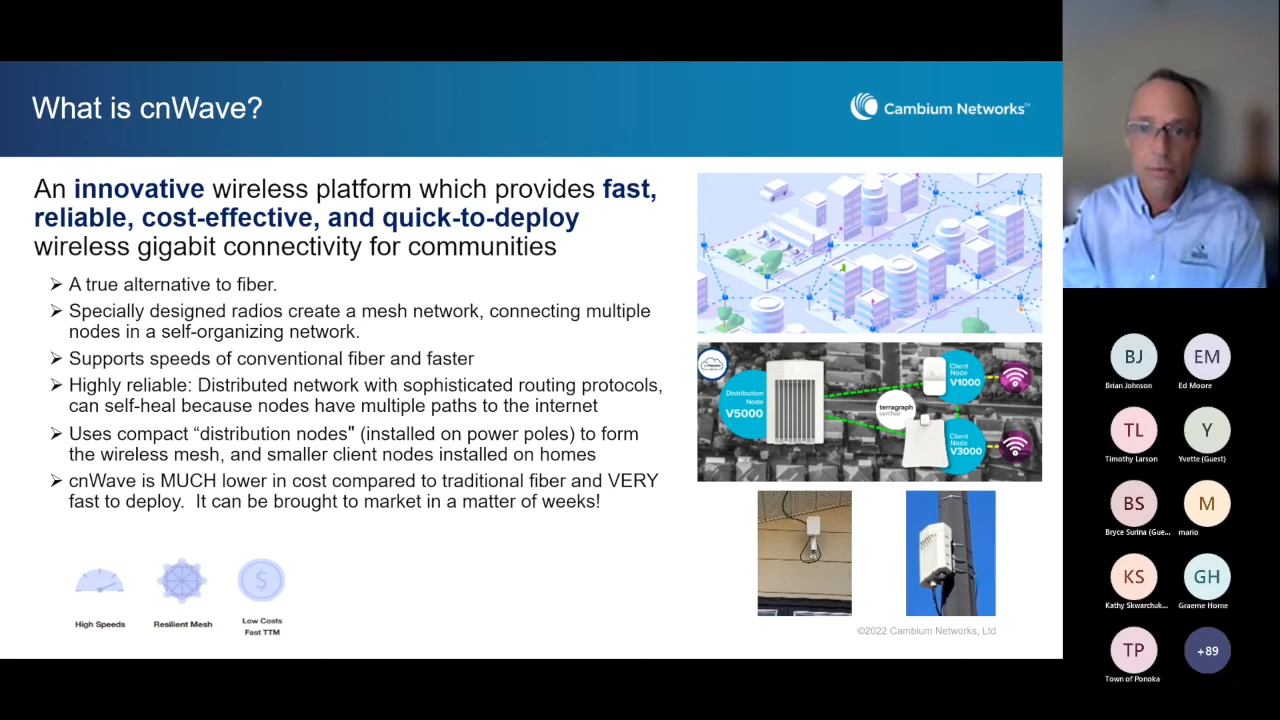 What is cnWave?
Cambium Networks™
An innovative wireless platform which provides fast,
reliable, cost-effective, and quick-to-deploy
wireless gigabit connectivity for communities
➢ A true alternative to fiber.
➢ Specially designed radios create a mesh network, connecting multiple
nodes in a self-organizing network.
➢ Supports speeds of conventional fiber and faster
➢ Highly reliable: Distributed network with sophisticated routing protocols,
can self-heal because nodes have multiple paths to the internet
➢ Uses compact “distribution nodes" (installed on power poles) to form
the wireless mesh, and smaller client nodes installed on homes
➢ cnWave is MUCH lower in cost compared to traditional fiber and VERY
fast to deploy.  It can be brought to market in a matter of weeks!
High Speeds
Resilient Mesh
Low Costs
Fast TTM
Distribution
Node
V5000
terragraph
certified
Client
Node
V1000
Client
Node
V3000
©2022 Cambium Networks, Ltd
BJ
Brian Johnson
EM
Ed Moore
TL
Timothy Larson
Y
Yvette (Guest)
BS
Bryce Surina (Gue...
M
mario
KS
Kathy Skwarchuk...
GH
Graeme Horne
TP
Town of Ponoka
+89